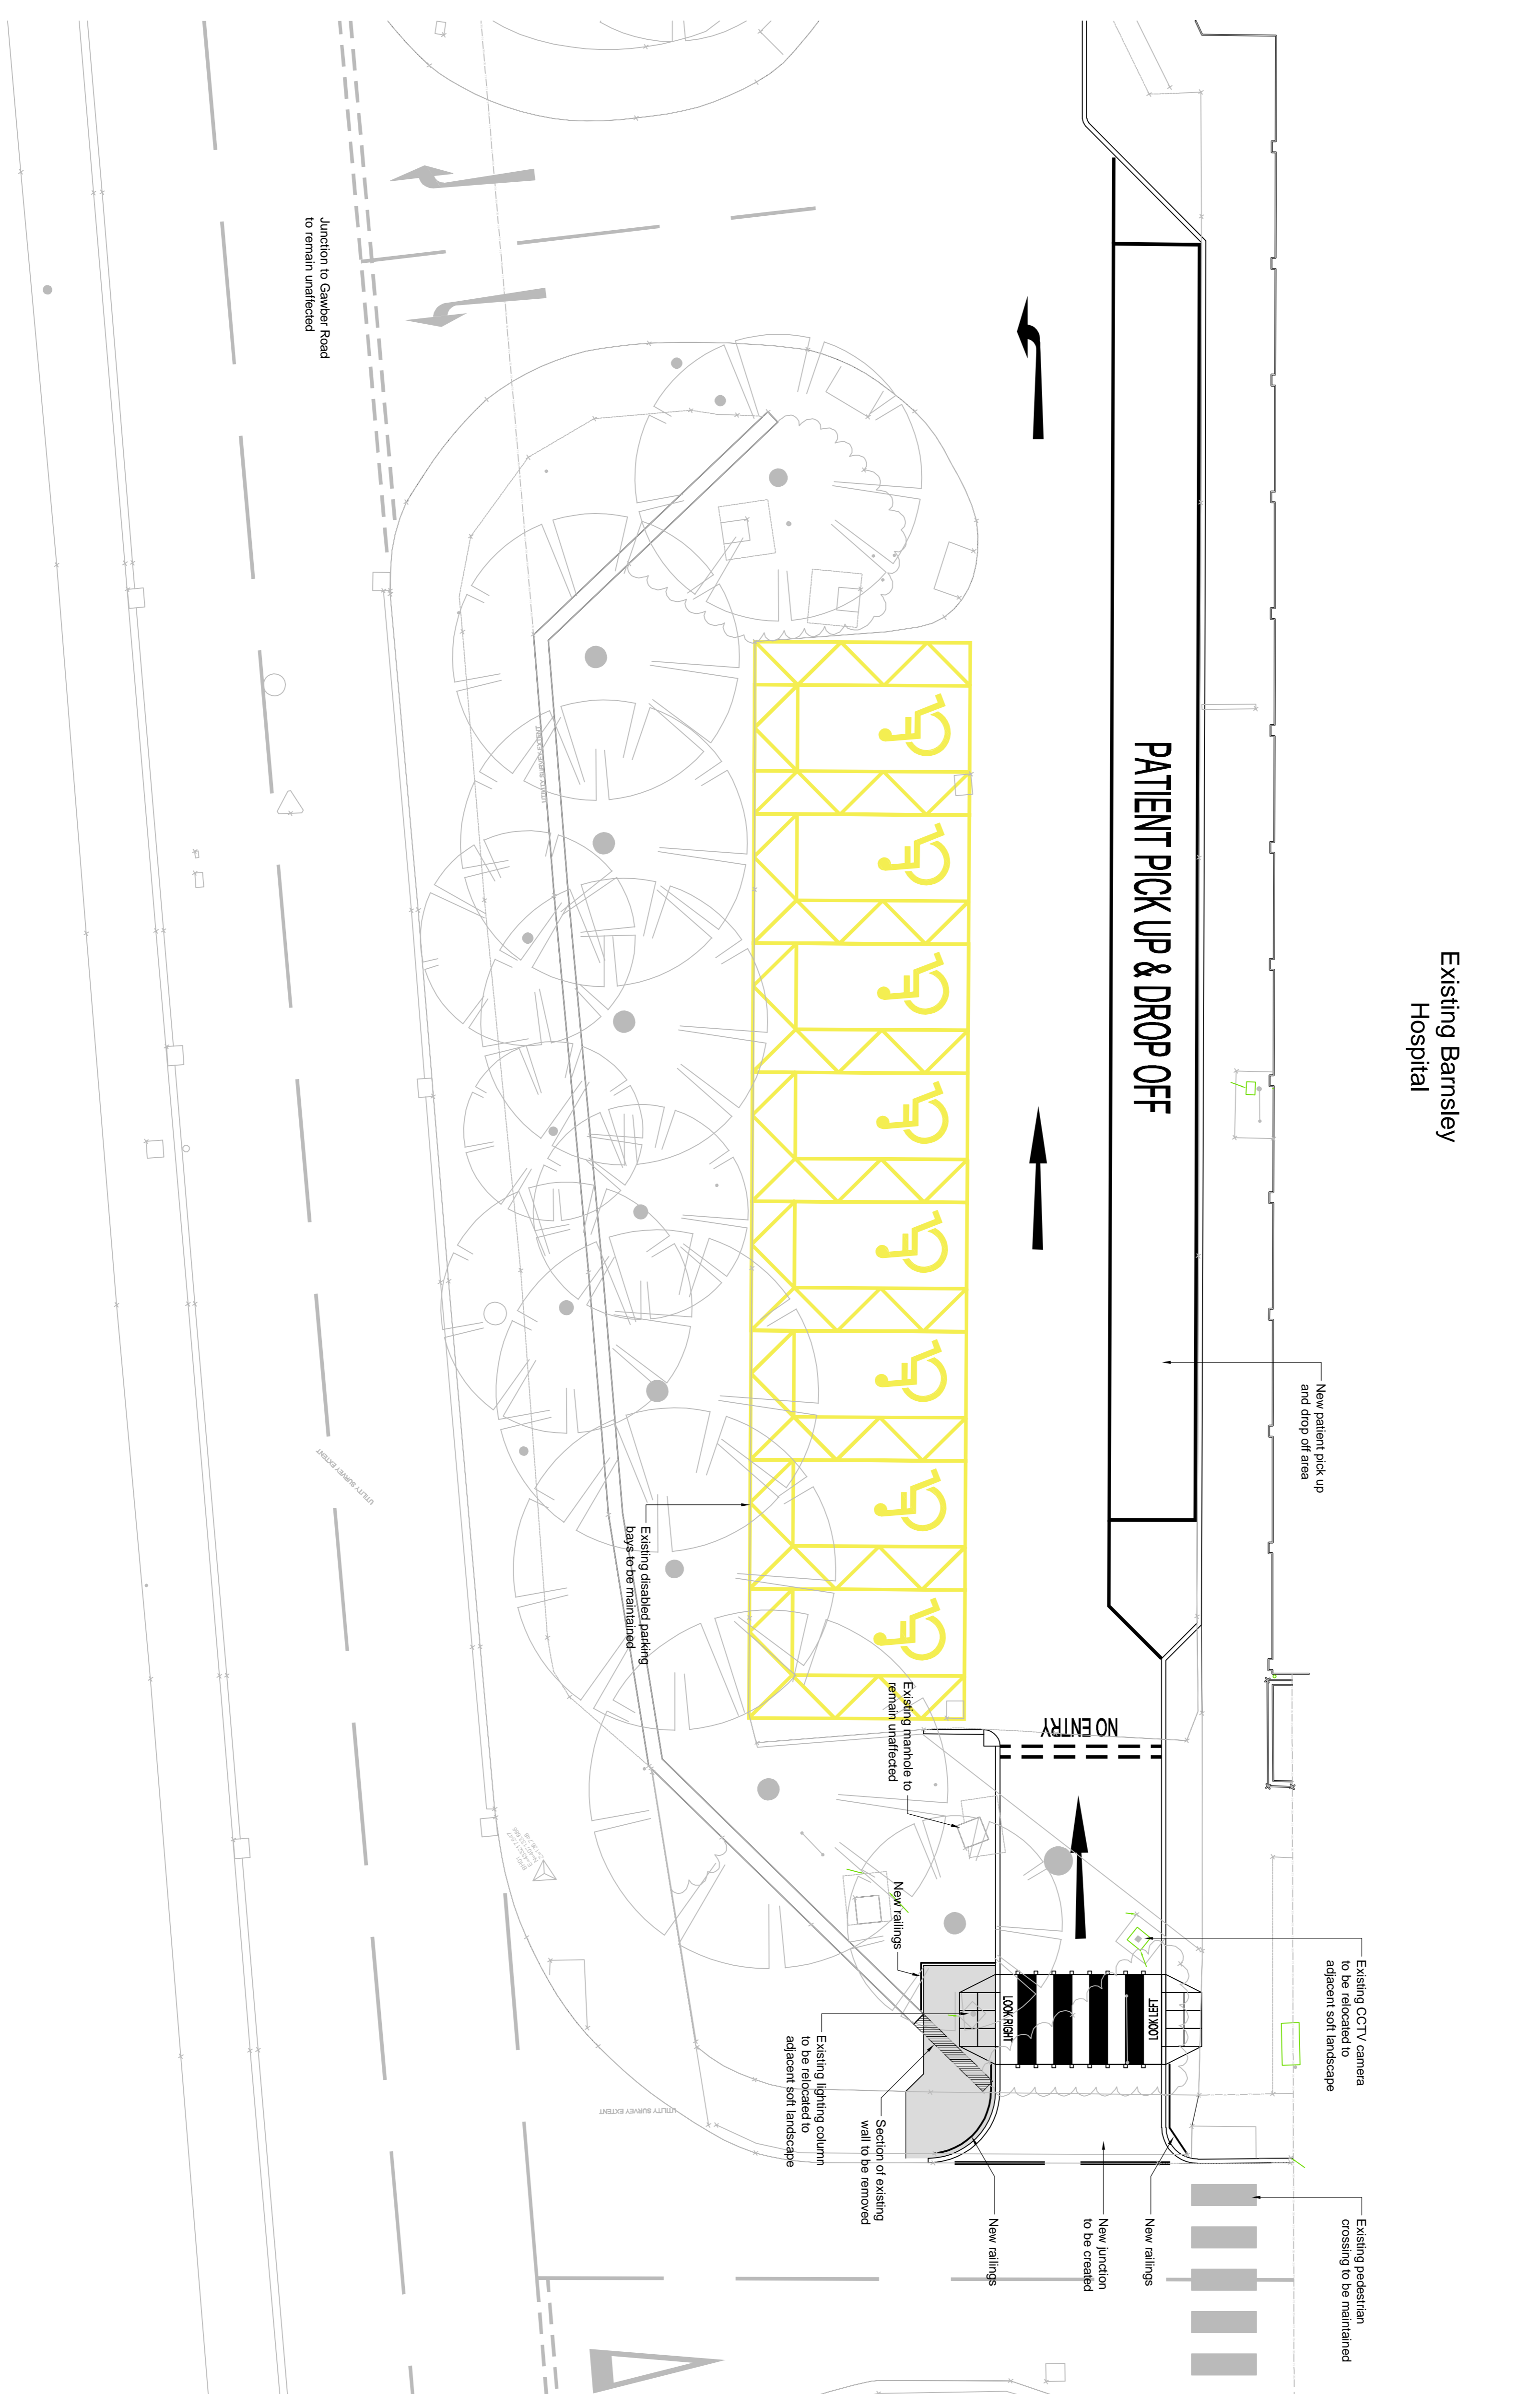 Existing Barnsley
Hospital
New patient pick up
and drop off area
PATIENT PICK UP & DROP OFF
Junction to Gawber Road
to remain unaffected
Existing disabled parking
bays to be maintained
Existing manhole to
remain unaffected
NO ENTRY
New railings
Existing CCTV camera
to be relocated to
adjacent soft landscape
LOOK LEFT
LOOK RIGHT
Existing lighting column
to be relocated to
adjacent soft landscape
Section of existing
wall to be removed
New railings
New junction
to be created
New railings
Existing pedestrian
crossing to be maintained
UTILITY SURVEY EXTENT
UTILITY SURVEY EXTENT
UTILITY SURVEY EXTENT